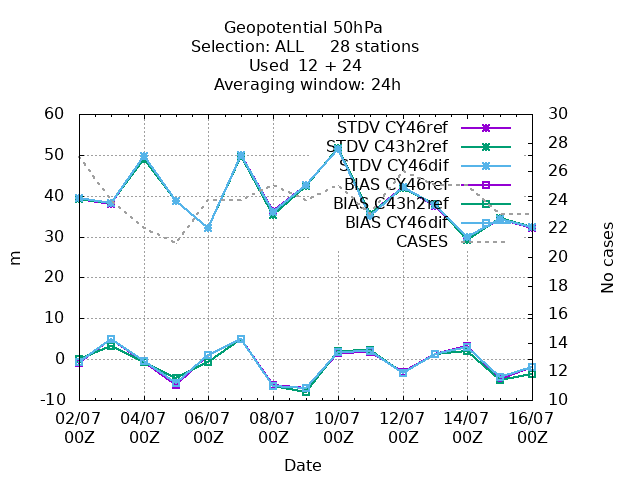 Geopotential 50hPa
Selection: ALL     28 stations
Used  12 + 24
Averaging window: 24h
60
50
40
30
20
10
0
-10
m
30
28
26
24
22
20
18
16
14
12
10
No cases
STDV CY46ref
STDV C43h2ref
STDV CY46dif
BIAS CY46ref
BIAS C43h2ref
BIAS CY46dif
CASES
02/07 04/07 06/07 08/07 10/07 12/07 14/07 16/07
00Z 00Z 00Z 00Z 00Z 00Z 00Z 00Z
Date